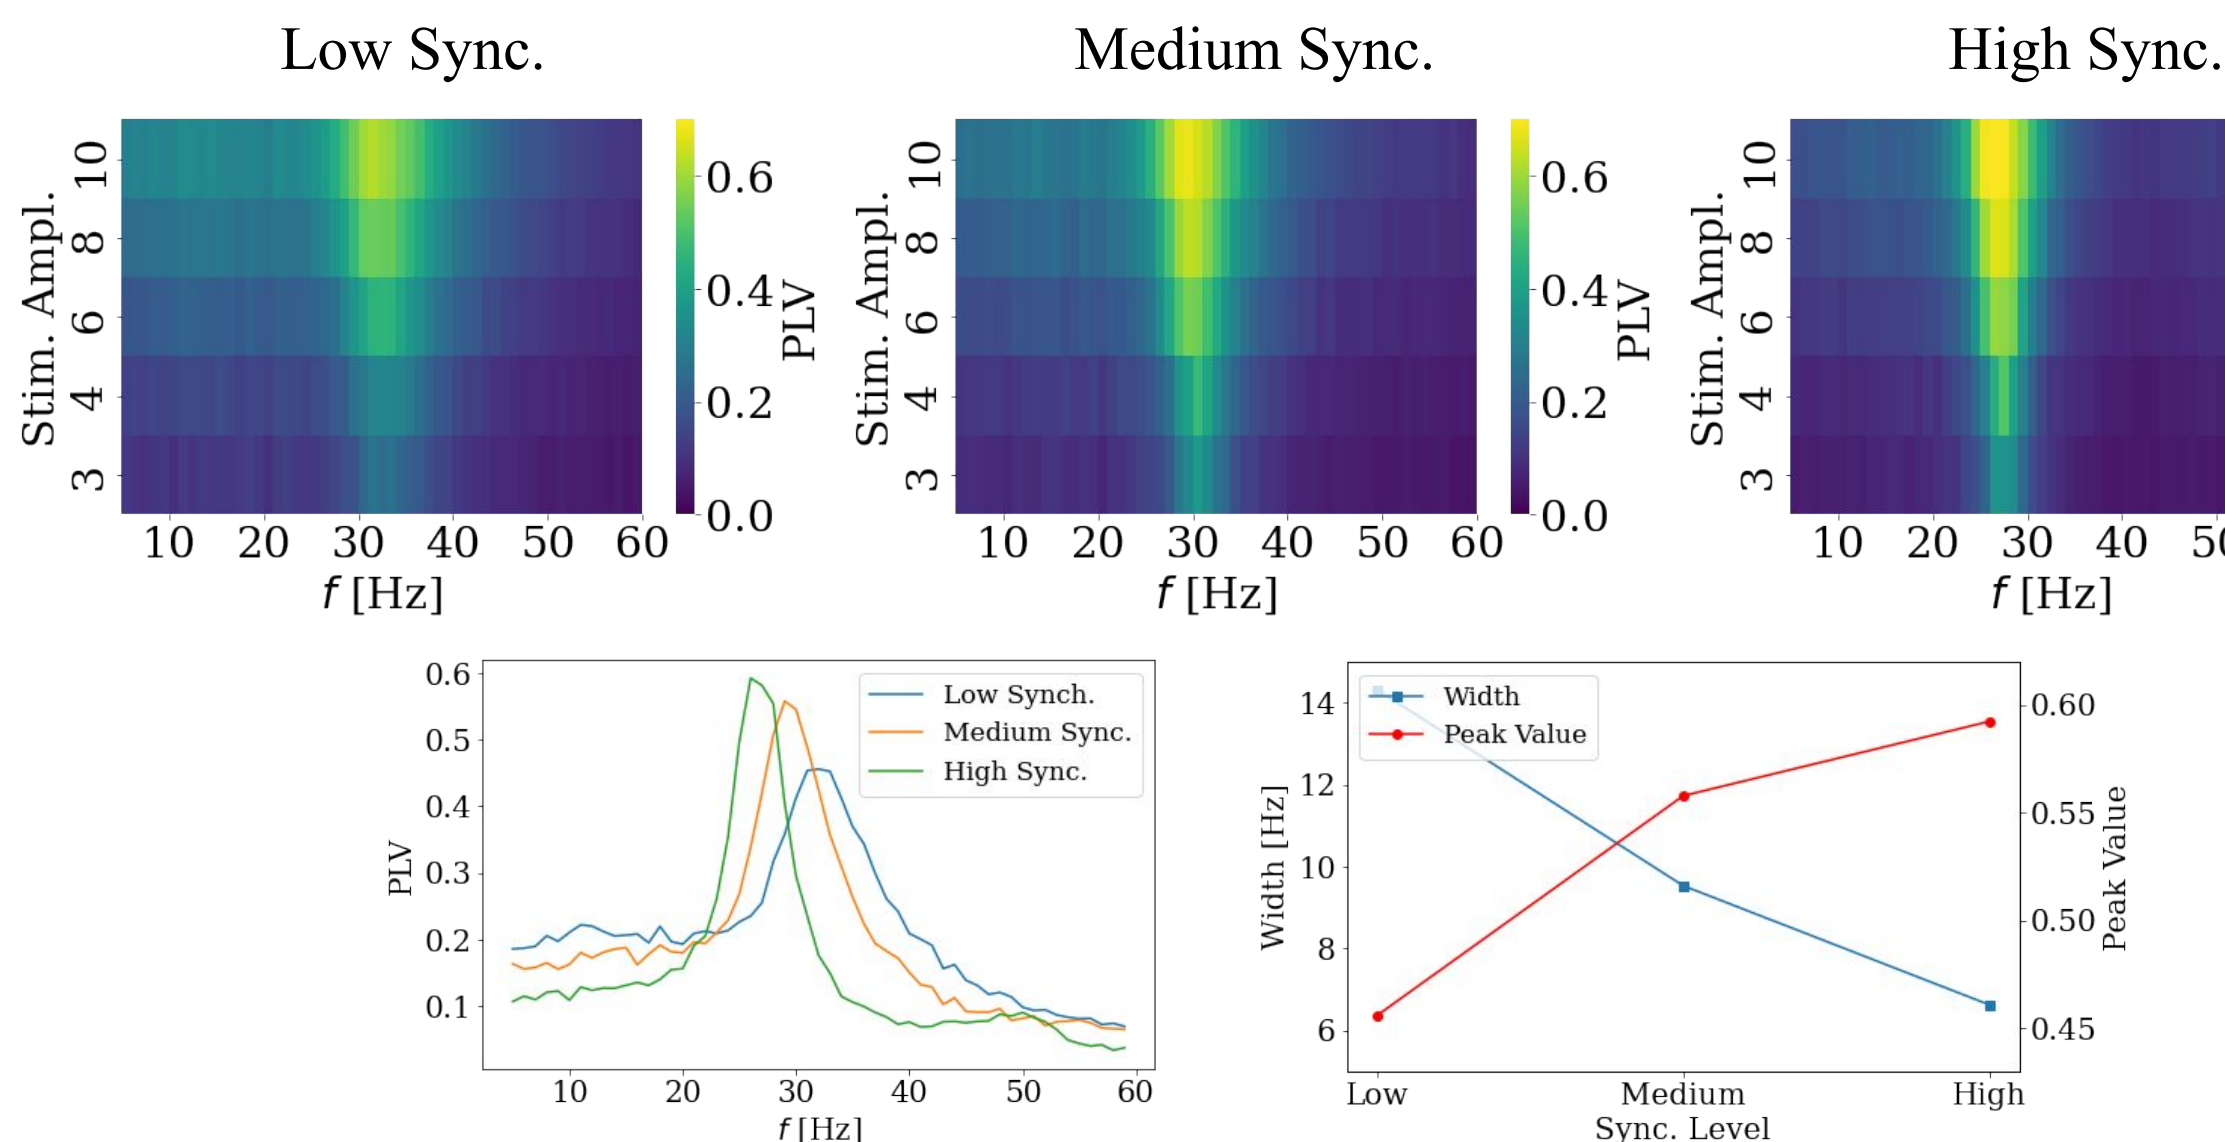 Low Sync.
Medium Sync.
High Sync.
Stim. Ampl.
10
8
6
4
3
10 20 30 40 50 60
f [Hz]
0.6
0.4
0.2
0.0
PLV
Stim. Ampl.
10
8
6
4
3
10 20 30 40 50 60
f [Hz]
0.6
0.4
0.2
0.0
PLV
Stim. Ampl.
10
8
6
4
3
10 20 30 40
f [Hz]
PLV
0.6
0.5
0.4
0.3
0.2
0.1
10 20 30 40 50 60
f [Hz]
Low Synch.
Medium Sync.
High Sync.
Width [Hz]
14
12
10
8
6
Width
Peak Value
0.60
0.55
0.50
0.45
Peak Value
Low Medium High
Sync. Level